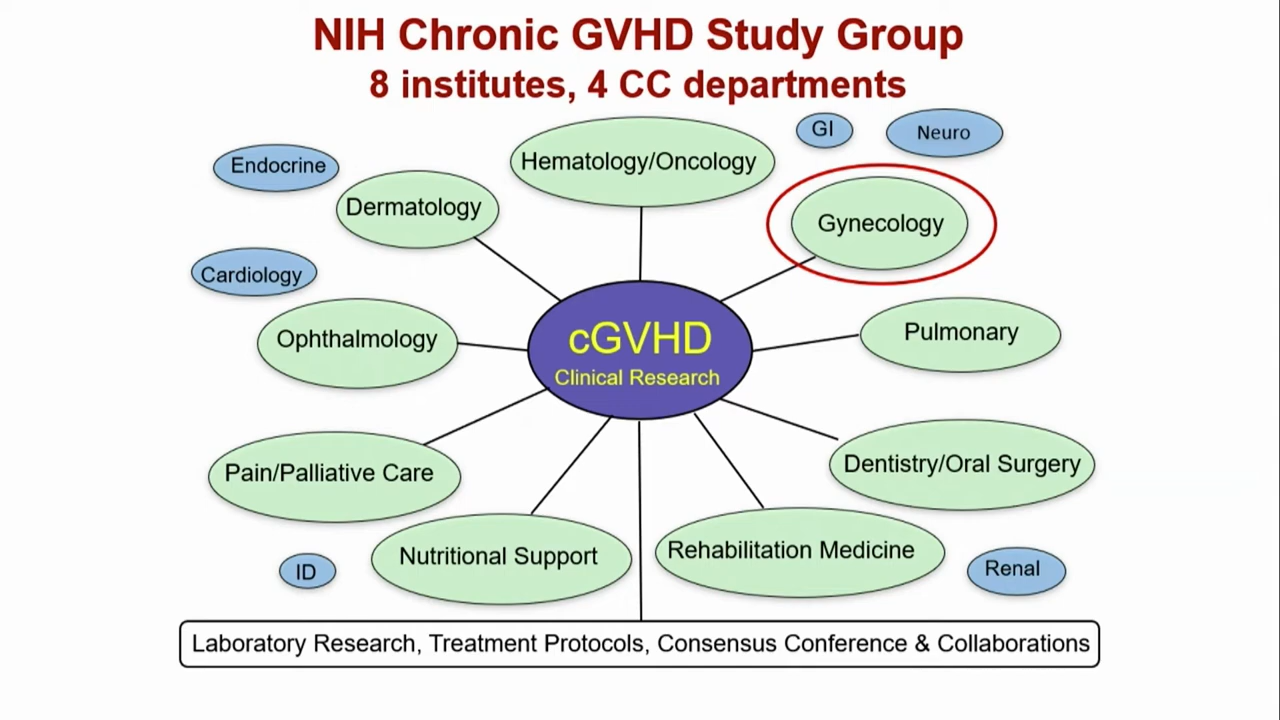 NIH Chronic GVHD Study Group
8 institutes, 4 CC departments
GI
Neuro
Endocrine
Hematology/Oncology
Dermatology
Gynecology
Cardiology
Ophthalmology
cGVHD
Clinical Research
Pulmonary
Pain/Palliative Care
Dentistry/Oral Surgery
Nutritional Support
Rehabilitation Medicine
ID
Renal
Laboratory Research, Treatment Protocols, Consensus Conference & Collaborations